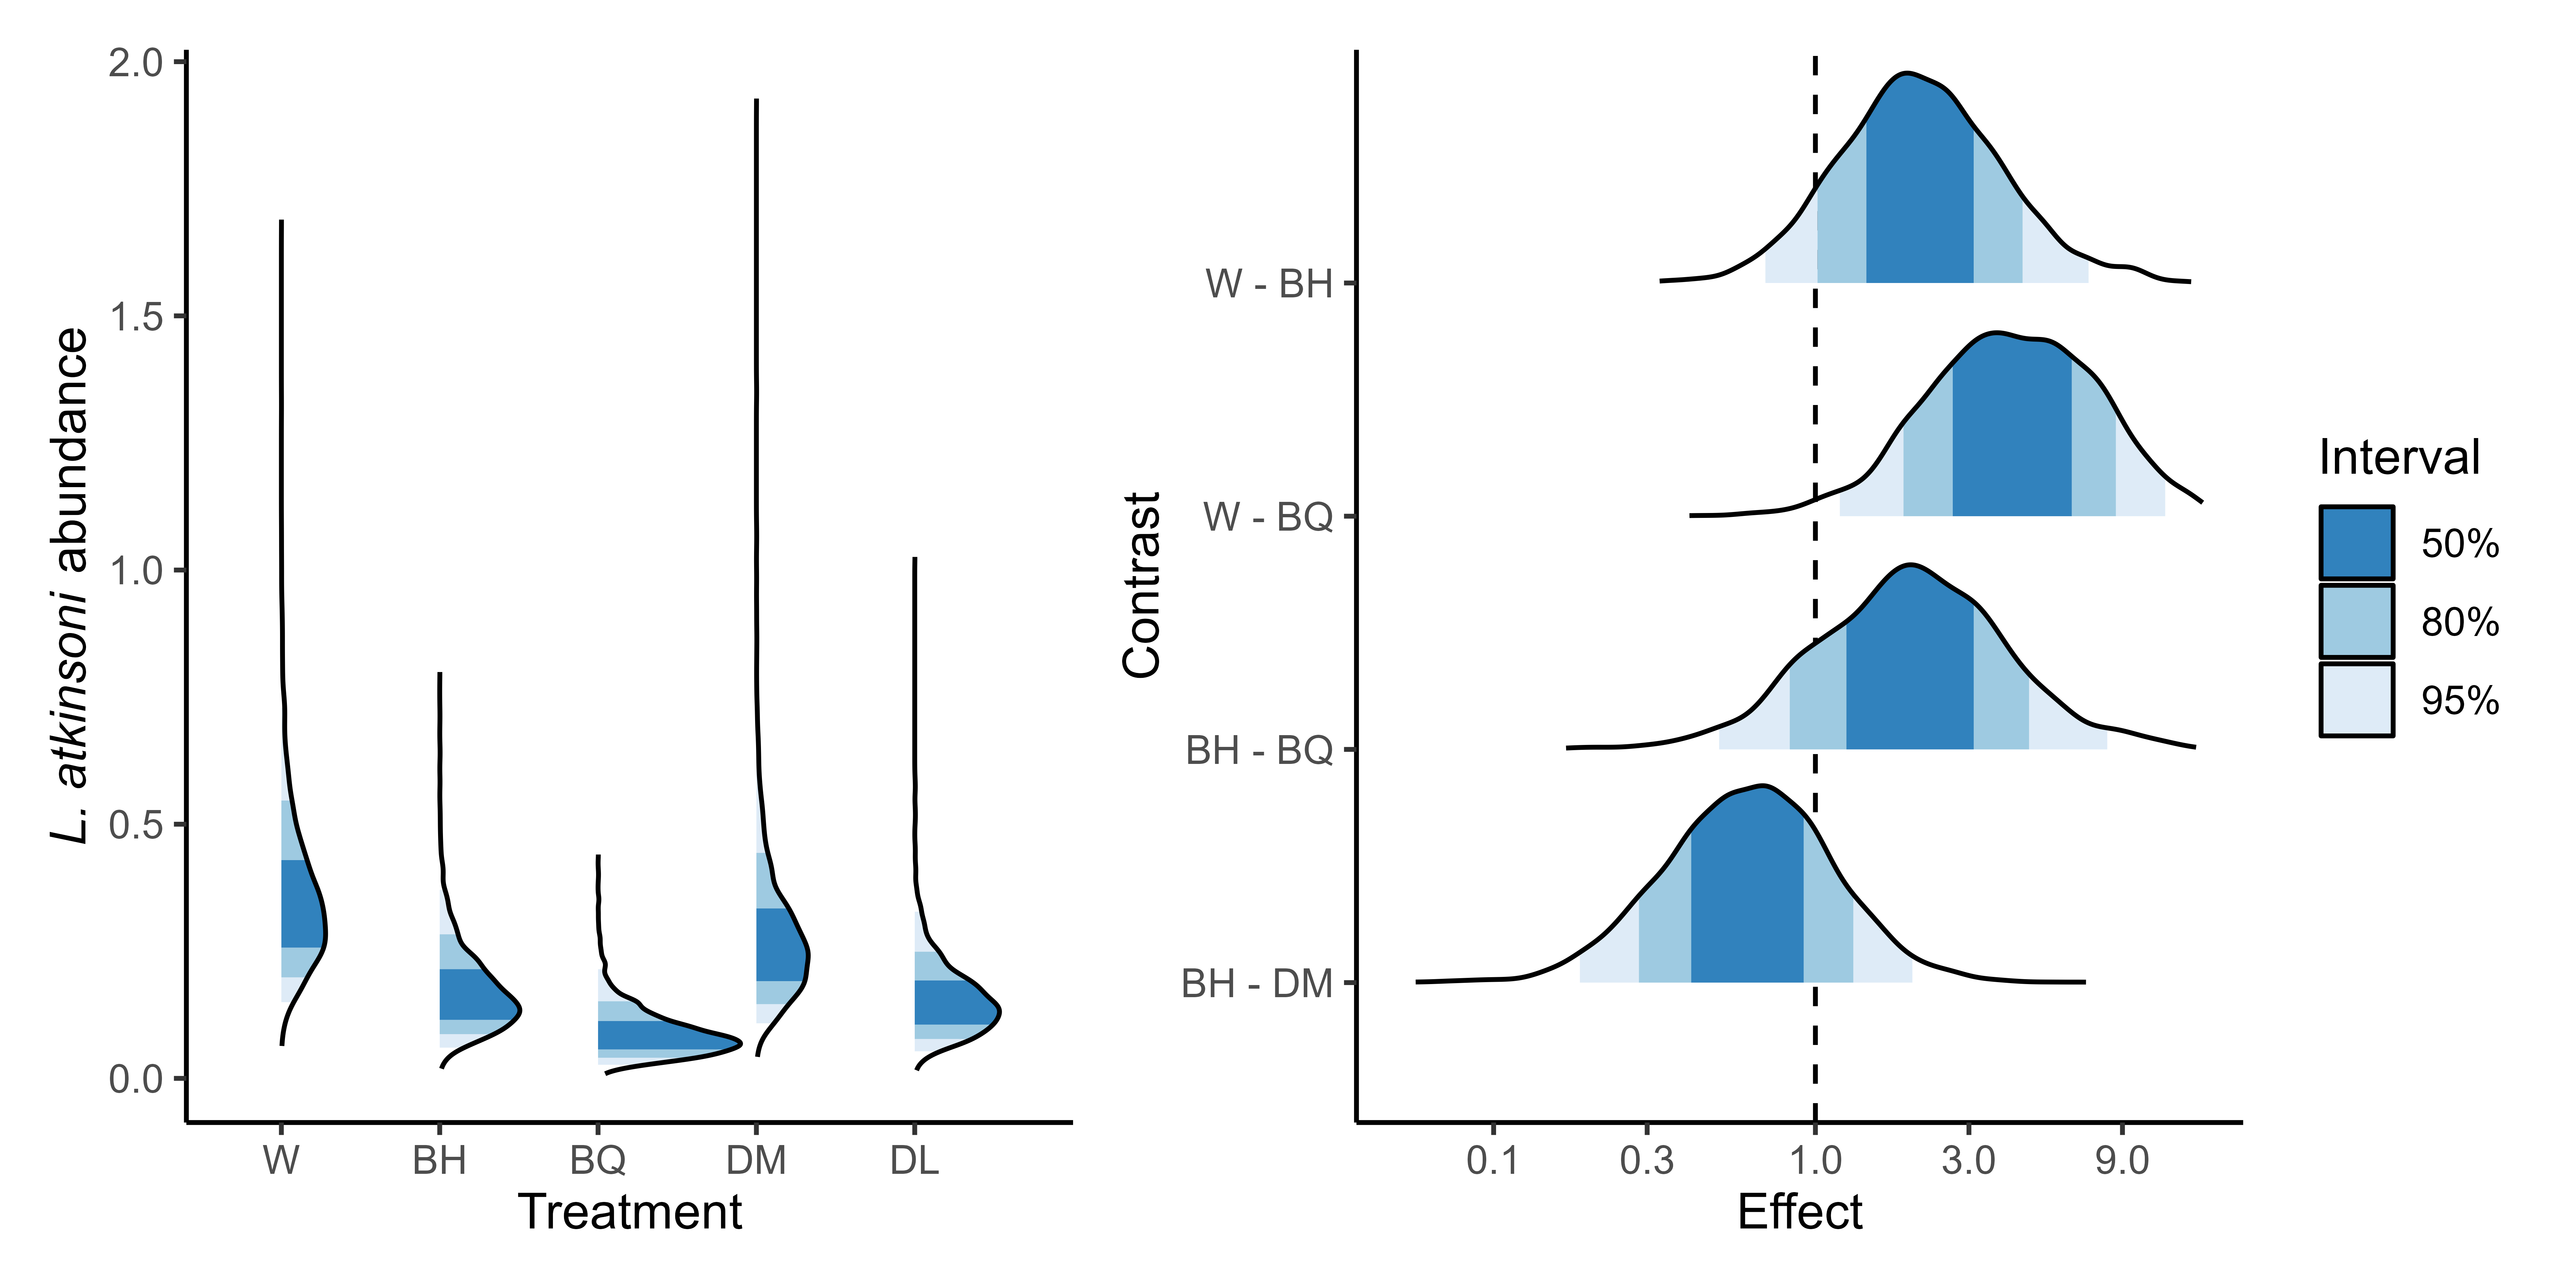 2.0
1.5
1.0
0.5
0.0
L. atkinsoni abundance
W BH BQ DM DL
Treatment
Contrast
W - BH
W - BQ
BH - BQ
BH - DM
0.1 0.3 1.0 3.0 9.0
Effect
Interval
50%
80%
95%